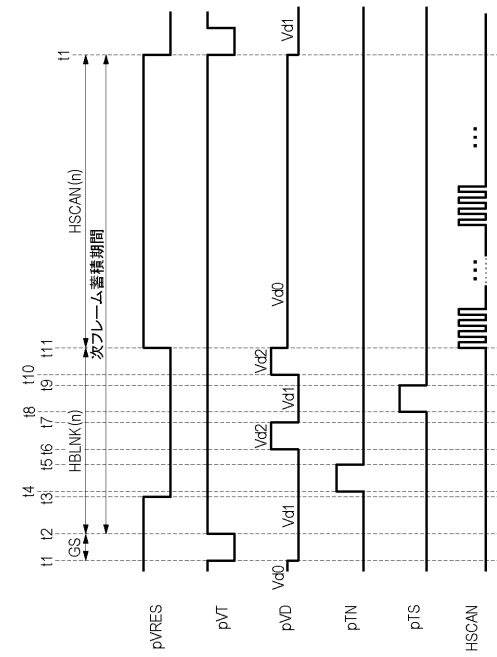 t1
t2
t3
t4
t5
t6
t7
t8
t9
t10
t11
t1
GS
HBLNK(n)
HSCAN(n)
次フレーム蓄積期間
pVRES
pVT
pVD
Vd0
Vd1
Vd2
Vd1
Vd2
Vd0
Vd1
pTN
pTS
HSCAN
...
...